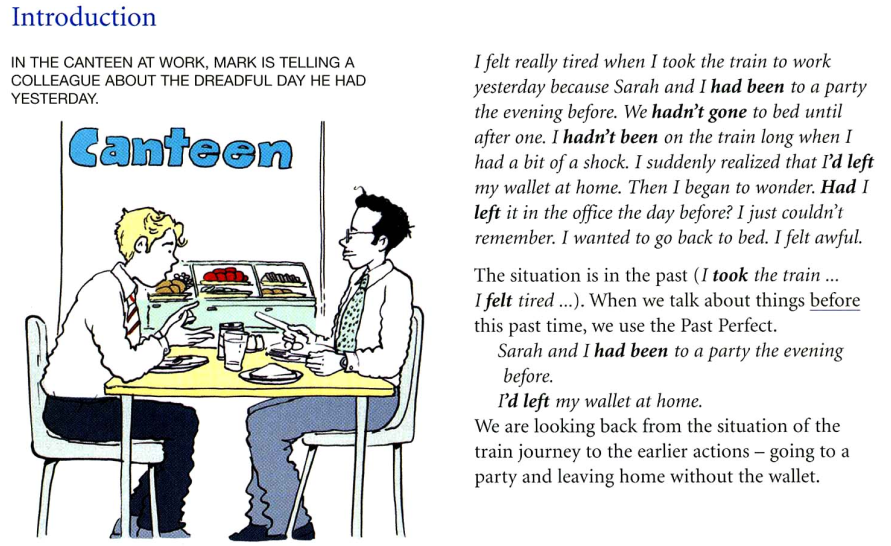 Introduction
IN THE CANTEEN AT WORK, MARK IS TELLING A
COLLEAGUE ABOUT THE DREADFUL DAY HE HAD
YESTERDAY.
Canteen
I felt really tired when I took the train to work
yesterday because Sarah and I had been to a party
the evening before. We hadn't gone to bed until
after one. I hadn't been on the train long when I
had a bit of a shock. I suddenly realized that I'd left
my wallet at home. Then I began to wonder. Had I
left it in the office the day before? I just couldn't
remember. I wanted to go back to bed. I felt awful.
The situation is in the past (I took the train ...
I felt tired ...). When we talk about things before
this past time, we use the Past Perfect.
Sarah and I had been to a party the evening
before.
I'd left my wallet at home.
We are looking back from the situation of the
train journey to the earlier actions – going to a
party and leaving home without the wallet.